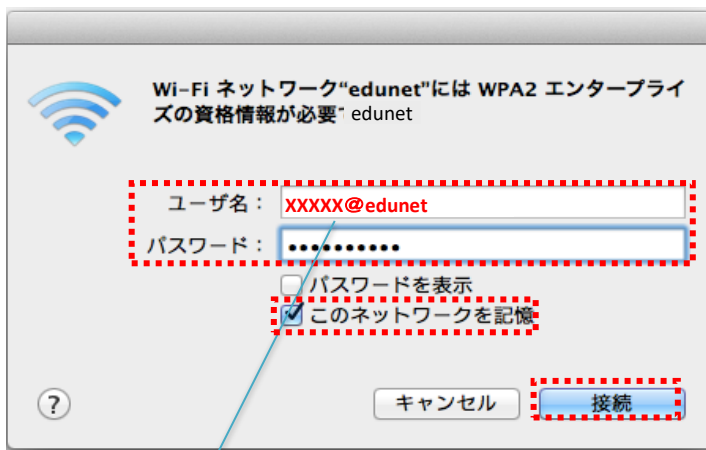 Wi-Fi ネットワーク“edunet”には WPA2 エンタープライ
ズの資格情報が必要で edunet
ユーザ名： XXXXX@edunet
パスワード： ••••••••••
パスワードを表示
このネットワークを記憶
? キャンセル 接続